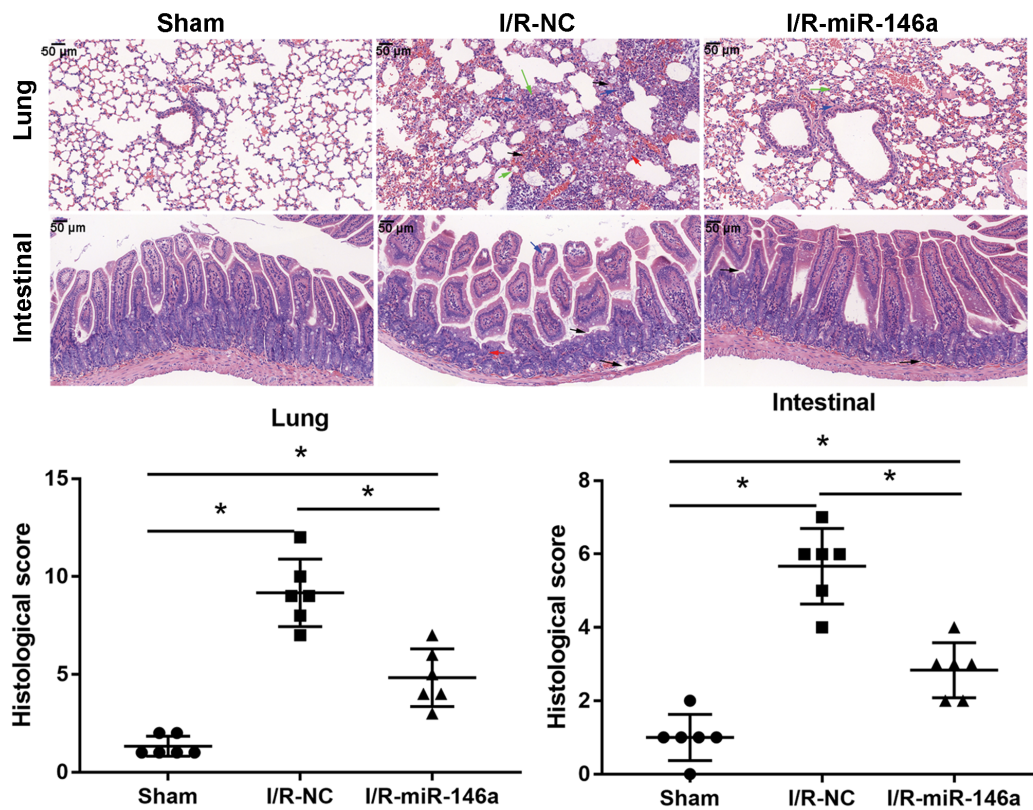 Sham I/R-NC I/R-miR-146a
Lung
50 μm 50 μm 50 μm
Intestinal
50 μm 50 μm 50 μm
Lung
Histological score
15
10
5
0
* * *
Sham I/R-NC I/R-miR-146a
Intestinal
Histological score
8
6
4
2
0
* * *
Sham I/R-NC I/R-miR-146a